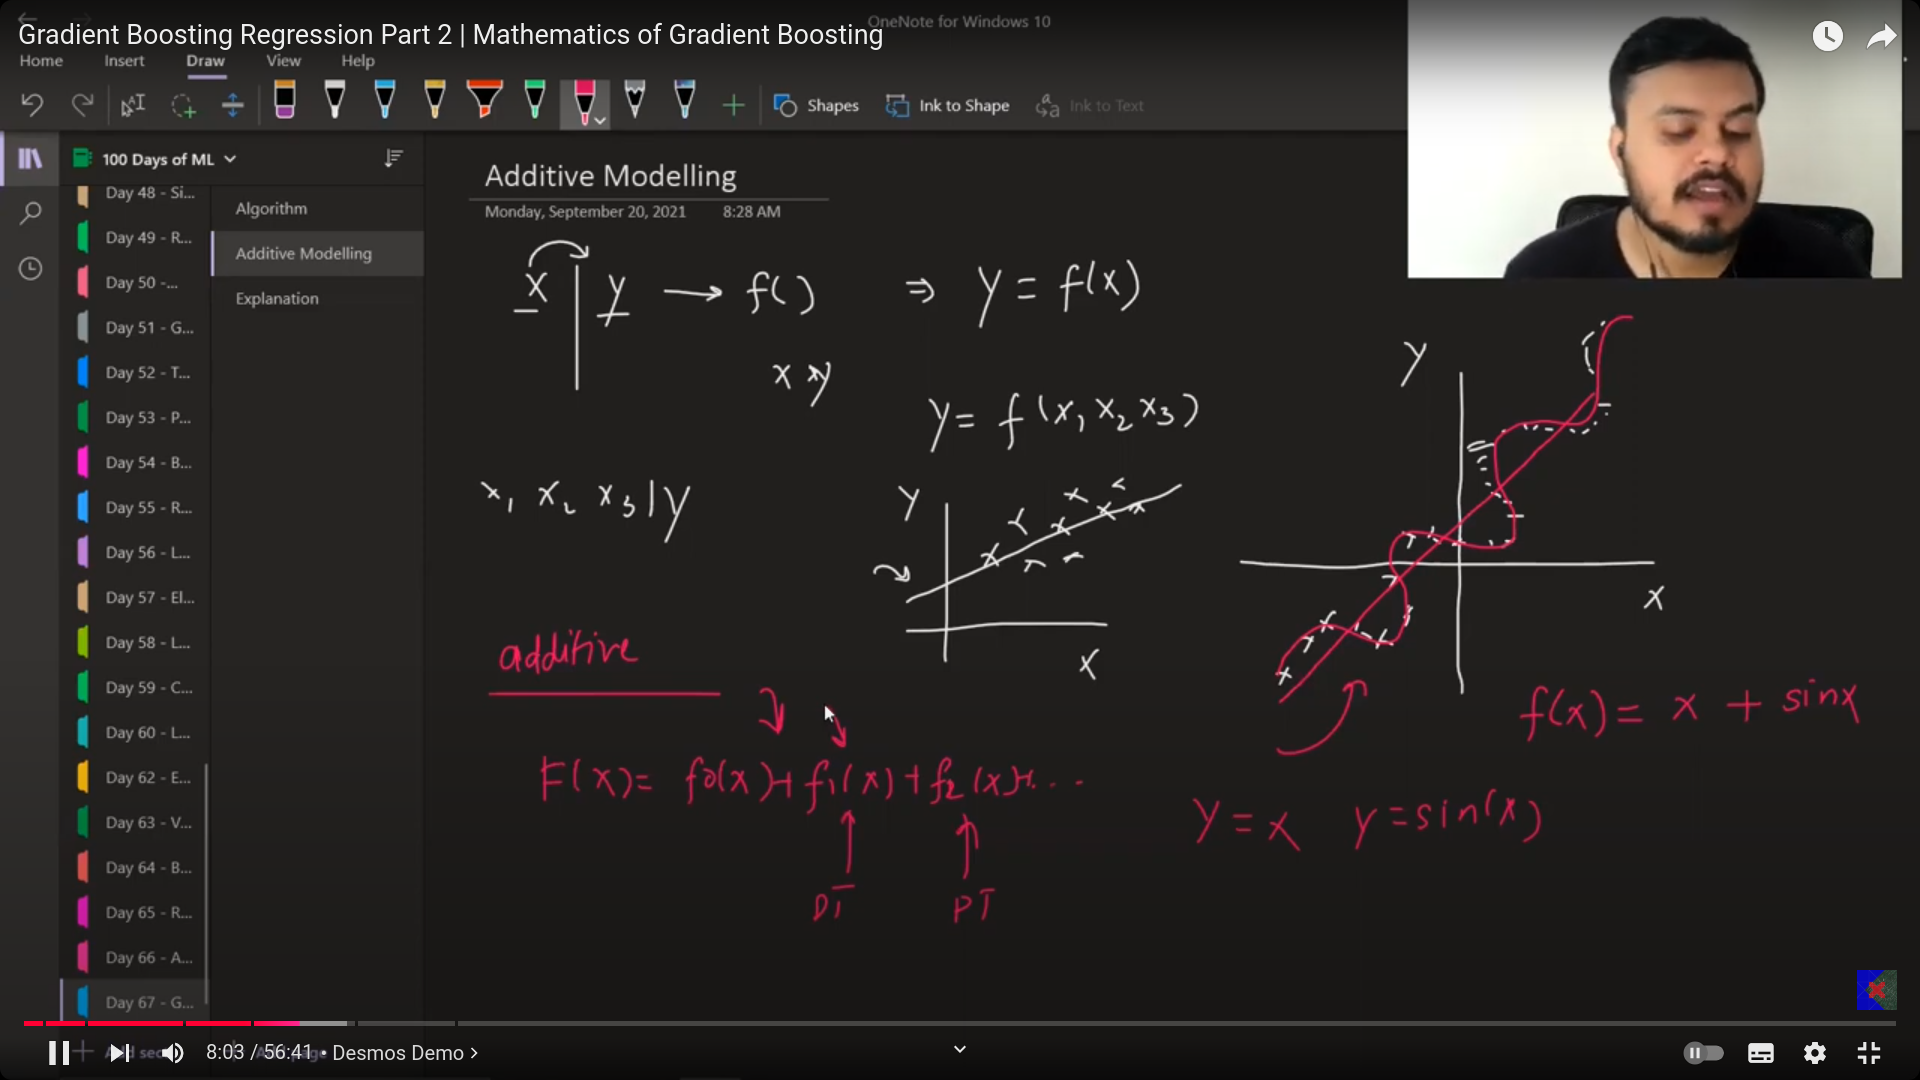 OneNote for Windows 10
Gradient Boosting Regression Part 2 | Mathematics of Gradient Boosting
Home Insert Draw View Help
Shapes Ink to Shape Ink to Text
100 Days of ML
Day 48 - Si...
Day 49 - R...
Day 50 -...
Day 51 - G...
Day 52 - T...
Day 53 - P...
Day 54 - B...
Day 55 - R...
Day 56 - L...
Day 57 - El...
Day 58 - L...
Day 59 - C...
Day 60 - L...
Day 62 - E...
Day 63 - V...
Day 64 - B...
Day 65 - R...
Day 66 - A...
Day 67 - G...
Algorithm
Additive Modelling
Explanation
Additive Modelling
Monday, September 20, 2021 8:28 AM
x | y → f() ⇒ y = f(x)
y = f(x₁ x₂ x₃)
x₁ x₂ x₃ | y
y
x
y
x
additive
F(x) = f0(x) + f₁(x) + f₂(x) + ...
DT
f(x) = x + sinx
y = x y = sin(x)
8:03 / 56:41 • Desmos Demo >